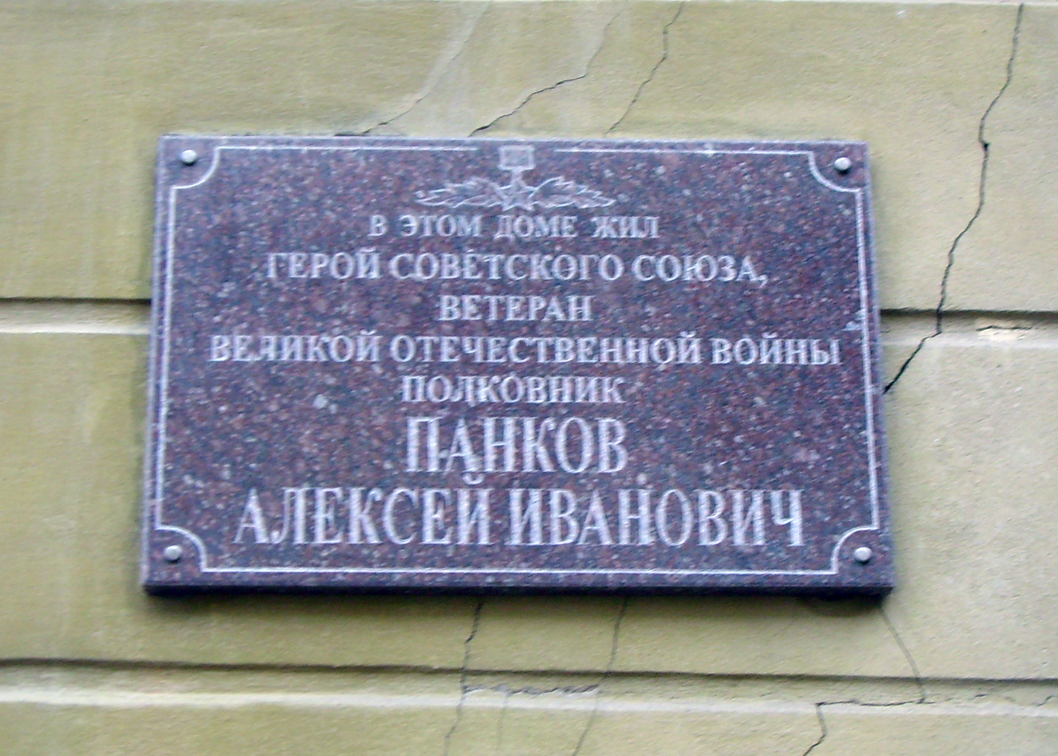 В ЭТОМ ДОМЕ ЖИЛ
ГЕРОЙ СОВЕТСКОГО СОЮЗА,
ВЕТЕРАН
ВЕЛИКОЙ ОТЕЧЕСТВЕННОЙ ВОЙНЫ
ПОЛКОВНИК
ПАНКОВ
АЛЕКСЕЙ ИВАНОВИЧ